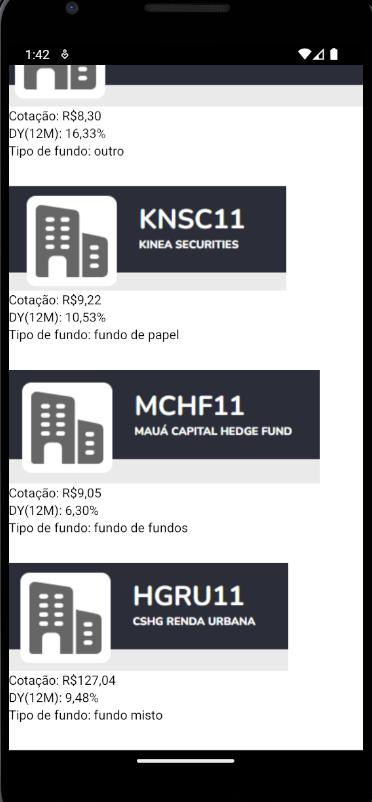 1:42
Cotação: R$8,30
DY(12M): 16,33%
Tipo de fundo: outro
KNSC11
KINEA SECURITIES
Cotação: R$9,22
DY(12M): 10,53%
Tipo de fundo: fundo de papel
MCHF11
MAUÁ CAPITAL HEDGE FUND
Cotação: R$9,05
DY(12M): 6,30%
Tipo de fundo: fundo de fundos
HGRU11
CSHG RENDA URBANA
Cotação: R$127,04
DY(12M): 9,48%
Tipo de fundo: fundo misto